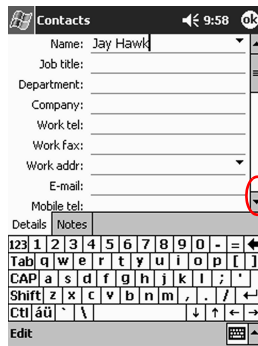 Contacts 9:58 ok
Name: Jay Hawk
Job title:
Department:
Company:
Work tel:
Work fax:
Work addr:
E-mail:
Mobile tel:
Details Notes
123 1 2 3 4 5 6 7 8 9 0 - =
Tab q w e r t y u i o p [ ]
CAP a s d f g h j k l ; '
Shift z x c v b n m , . /
Ctl áü ` \
Edit